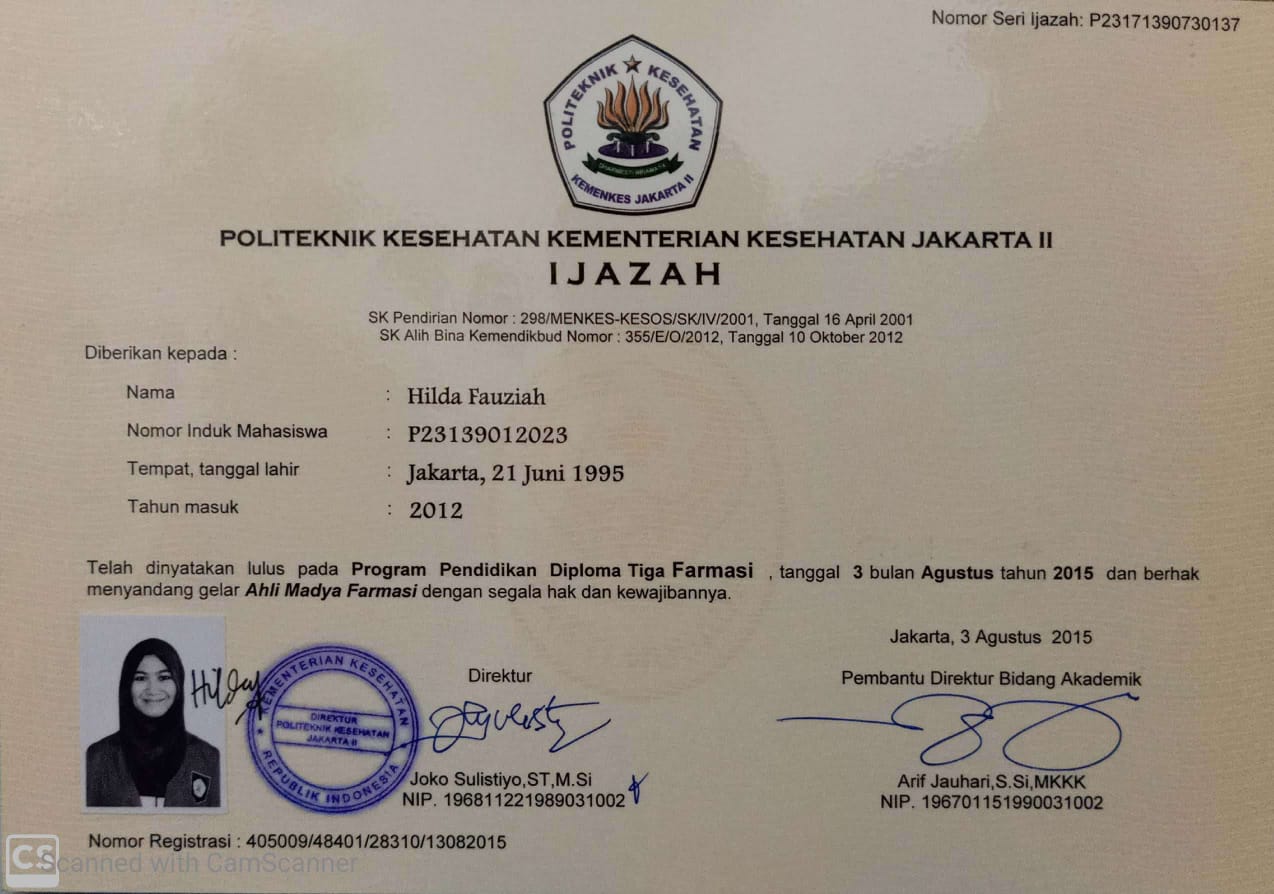 Nomor Seri Ijazah: P23171390730137
POLITEKNIK KESEHATAN
KEMENKES JAKARTA II
POLITEKNIK KESEHATAN KEMENTERIAN KESEHATAN JAKARTA II
IJAZAH
SK Pendirian Nomor : 298/MENKES-KESOS/SK/IV/2001, Tanggal 16 April 2001
SK Alih Bina Kemendikbud Nomor : 355/E/O/2012, Tanggal 10 Oktober 2012
Diberikan kepada :
Nama : Hilda Fauziah
Nomor Induk Mahasiswa : P23139012023
Tempat, tanggal lahir : Jakarta, 21 Juni 1995
Tahun masuk : 2012
Telah dinyatakan lulus pada Program Pendidikan Diploma Tiga Farmasi , tanggal 3 bulan Agustus tahun 2015 dan berhak
menyandang gelar Ahli Madya Farmasi dengan segala hak dan kewajibannya.
Jakarta, 3 Agustus 2015
Direktur
Pembantu Direktur Bidang Akademik
KEMENTERIAN KESEHATAN
DIREKTUR
POLITEKNIK KESEHATAN
JAKARTA II
REPUBLIK INDONESIA
Joko Sulistiyo,ST,M.Si
NIP. 196811221989031002
Arif Jauhari,S.Si,MKKK
NIP. 196701151990031002
Nomor Registrasi : 405009/48401/28310/13082015
CS
Scanned with CamScanner